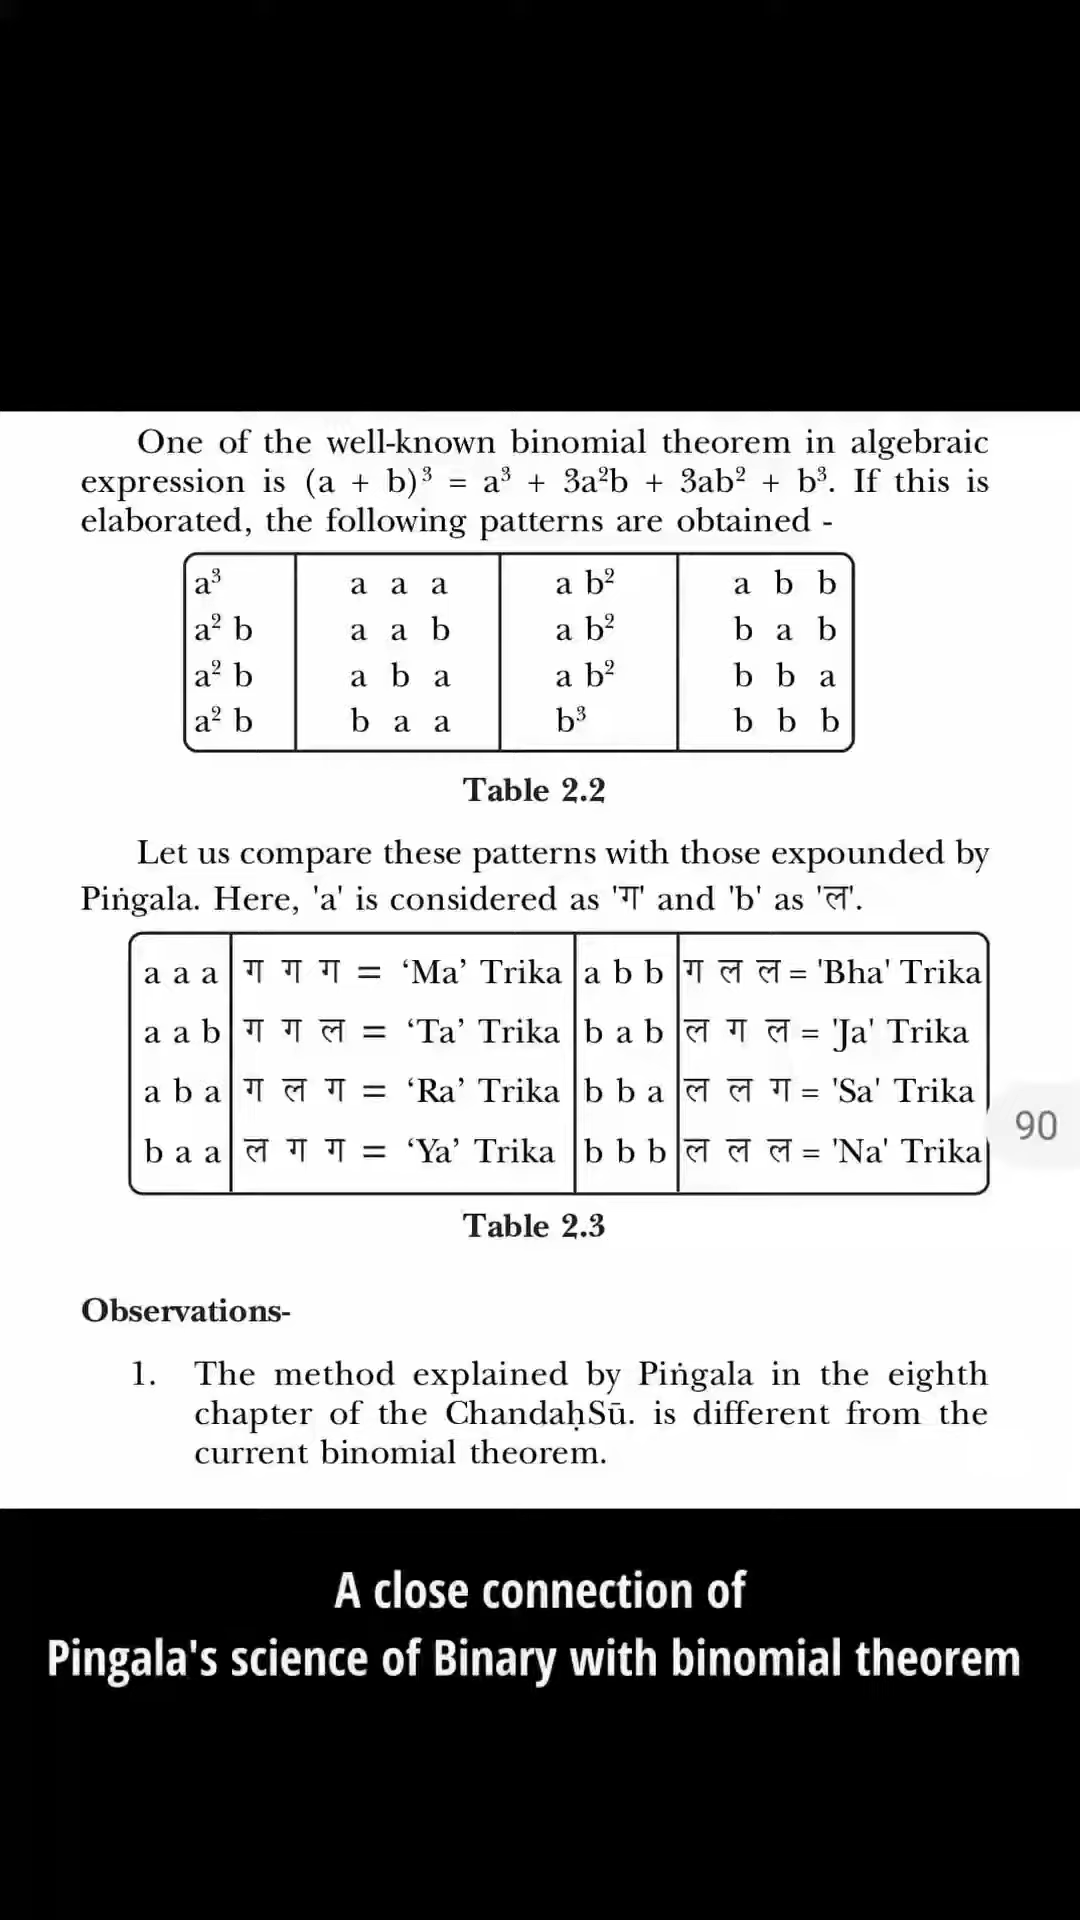 One of the well-known binomial theorem in algebraic
expression is (a + b)³ = a³ + 3a²b + 3ab² + b³. If this is
elaborated, the following patterns are obtained -
a³ a a a a b² a b b
a² b a a b a b² b a b
a² b a b a a b² b b a
a² b b a a b³ b b b
Table 2.2
Let us compare these patterns with those expounded by
Piṅgala. Here, 'a' is considered as 'ग' and 'b' as 'ल'.
a a a ग ग ग = ‘Ma’ Trika a b b ग ल ल = 'Bha' Trika
a a b ग ग ल = ‘Ta’ Trika b a b ल ग ल = 'Ja' Trika
a b a ग ल ग = ‘Ra’ Trika b b a ल ल ग = 'Sa' Trika
b a a ल ग ग = ‘Ya’ Trika b b b ल ल ल = 'Na' Trika
90
Table 2.3
Observations-
1. The method explained by Piṅgala in the eighth
chapter of the ChandaḥSū. is different from the
current binomial theorem.
A close connection of
Pingala's science of Binary with binomial theorem